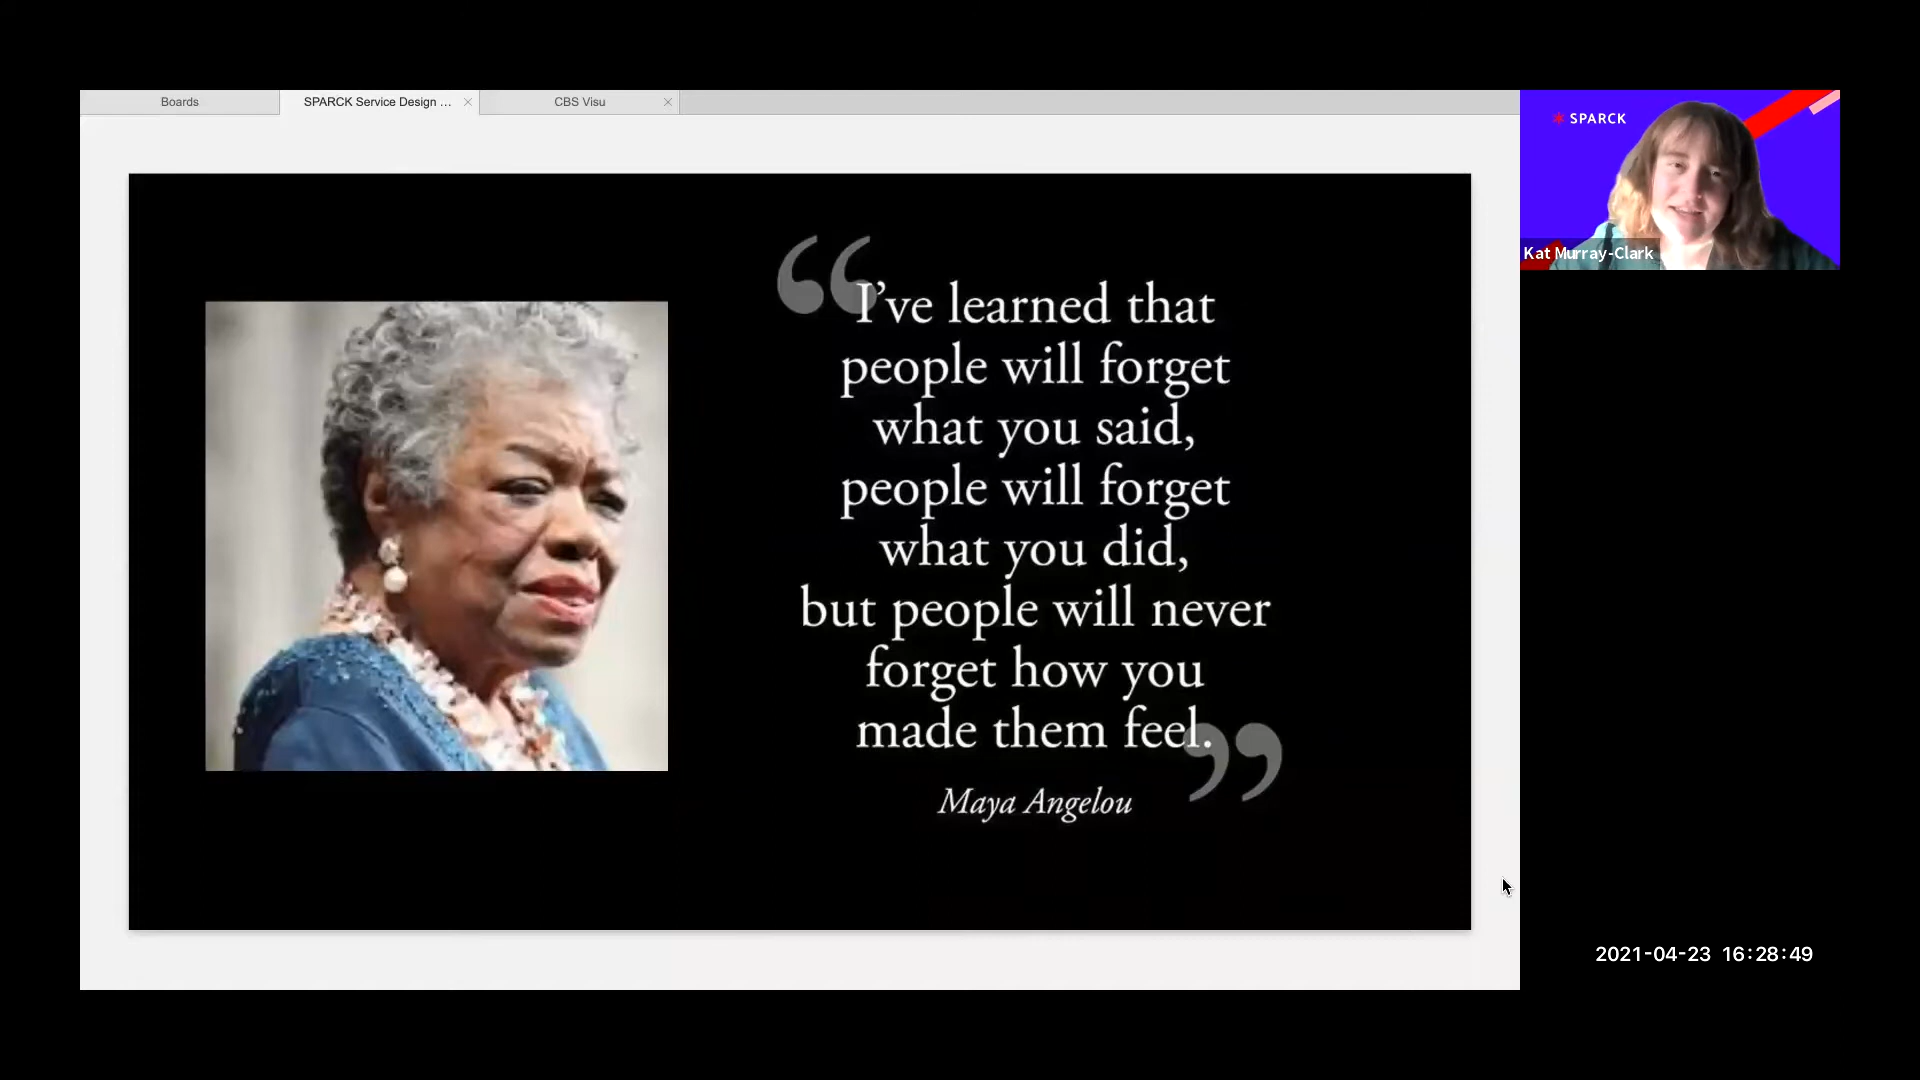 Boards
SPARCK Service Design ...
CBS Visu
SPARCK
Kat Murray-Clark
“I’ve learned that
people will forget
what you said,
people will forget
what you did,
but people will never
forget how you
made them feel.”
Maya Angelou
2021-04-23 16:28:49